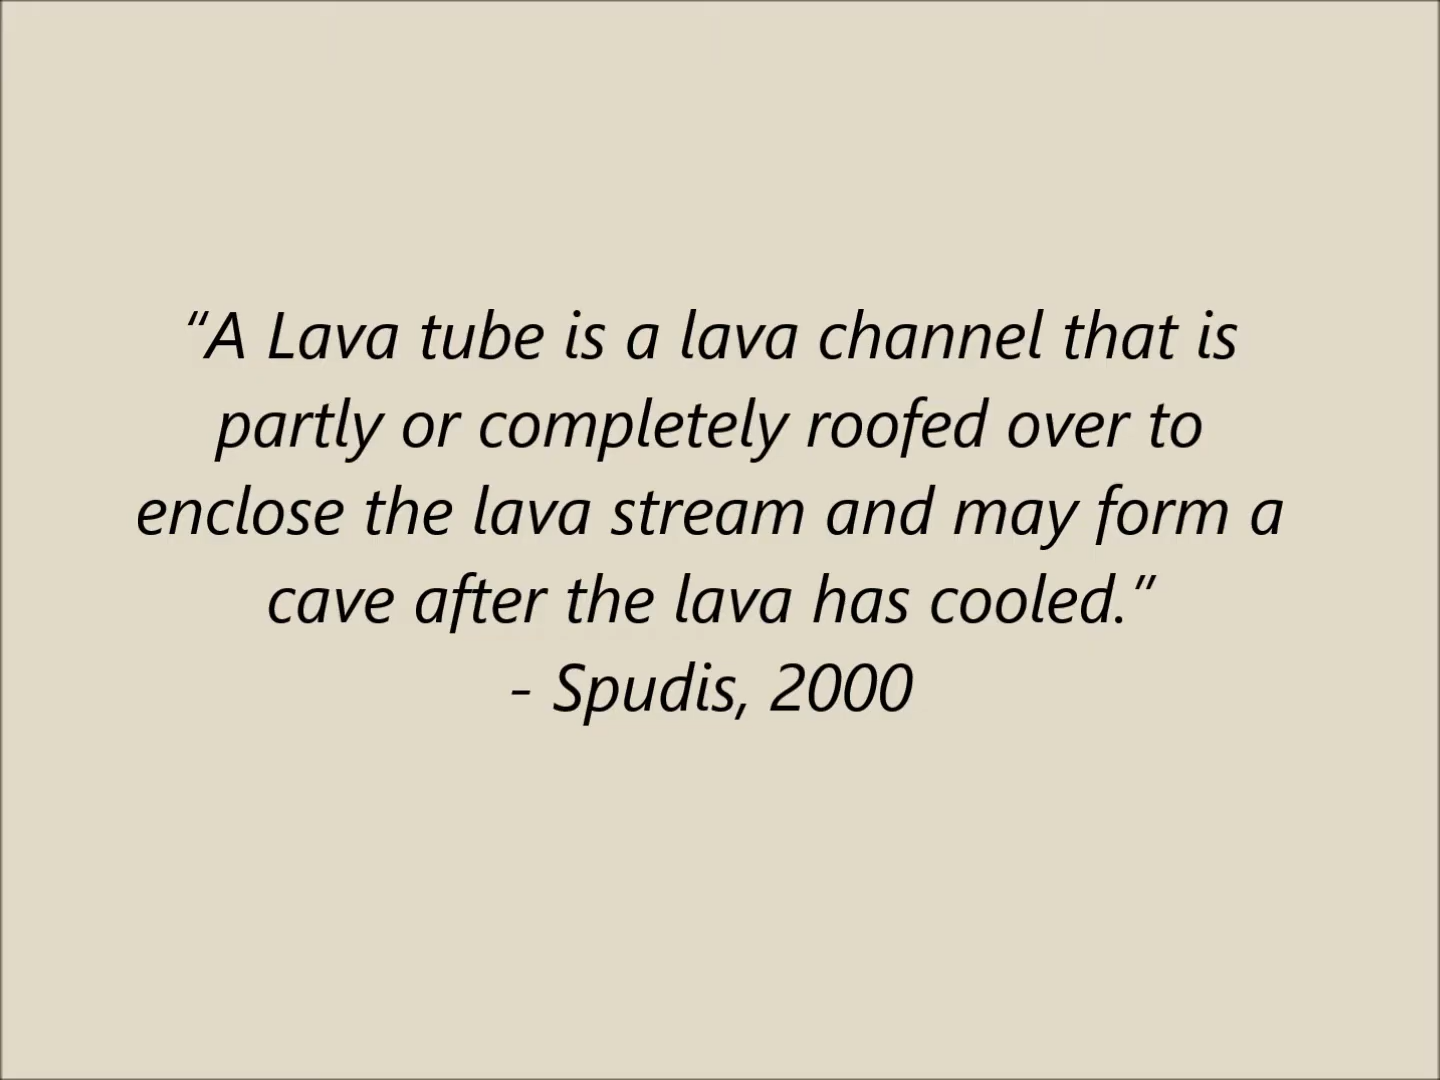 “A Lava tube is a lava channel that is
partly or completely roofed over to
enclose the lava stream and may form a
cave after the lava has cooled.”
- Spudis, 2000